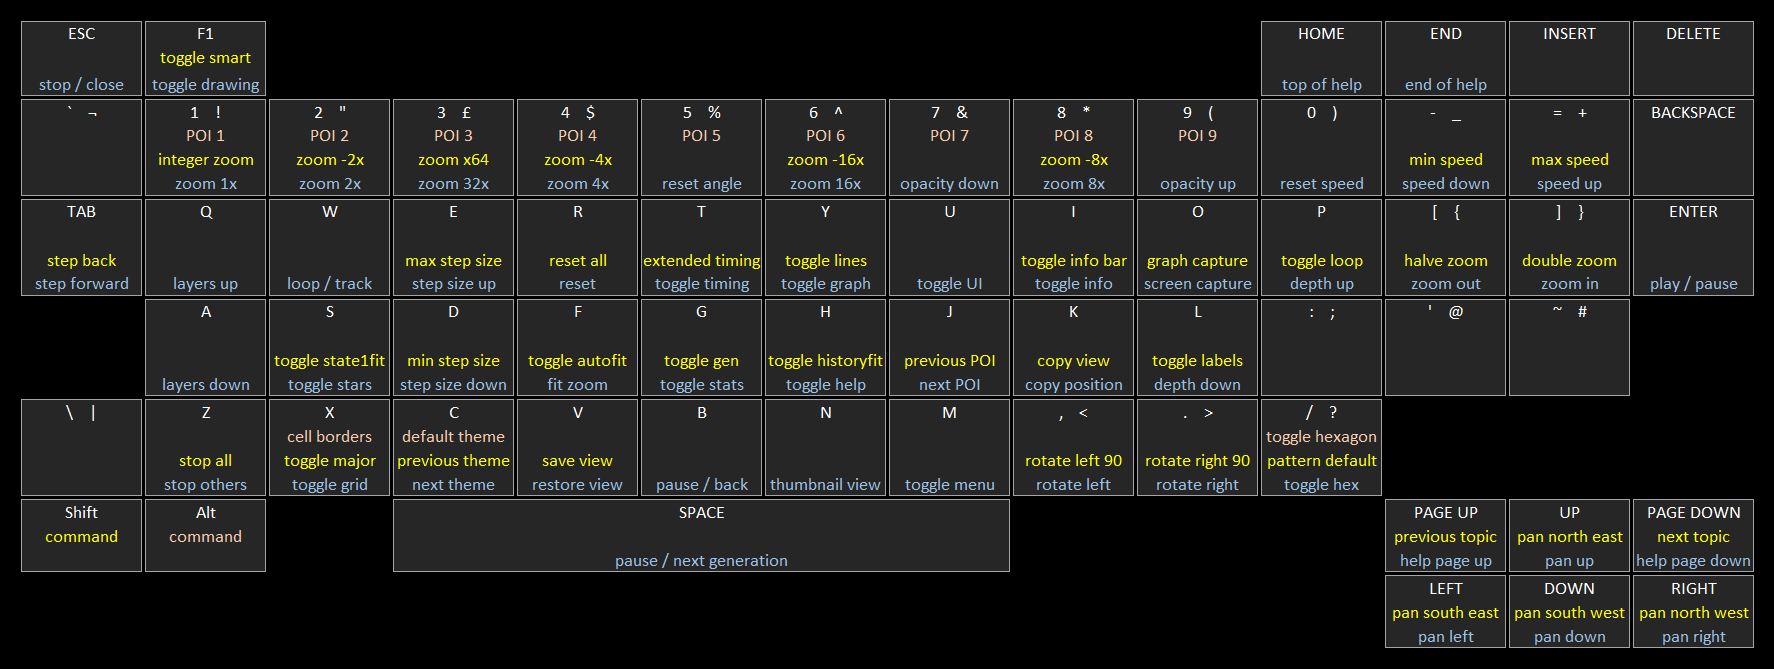 ESC
stop / close
F1
toggle smart
toggle drawing
HOME
top of help
END
end of help
INSERT
DELETE
` ¬
1 !
POI 1
integer zoom
zoom 1x
2 "
POI 2
zoom -2x
zoom 2x
3 £
POI 3
zoom x64
zoom 32x
4 $
POI 4
zoom -4x
zoom 4x
5 %
POI 5
reset angle
6 ^
POI 6
zoom -16x
zoom 16x
7 &
POI 7
opacity down
8 *
POI 8
zoom -8x
zoom 8x
9 (
POI 9
opacity up
0 )
reset speed
- _
min speed
speed down
= +
max speed
speed up
BACKSPACE
TAB
step back
step forward
Q
layers up
W
loop / track
E
max step size
step size up
R
reset all
reset
T
extended timing
toggle timing
Y
toggle lines
toggle graph
U
toggle UI
I
toggle info bar
toggle info
O
graph capture
screen capture
P
toggle loop
depth up
[ {
halve zoom
zoom out
] }
double zoom
zoom in
ENTER
play / pause
A
layers down
S
toggle state1fit
toggle stars
D
min step size
step size down
F
toggle autofit
fit zoom
G
toggle gen
toggle stats
H
toggle historyfit
toggle help
J
previous POI
next POI
K
copy view
copy position
L
toggle labels
depth down
: ;
' @
~ #
\ |
Z
stop all
stop others
X
cell borders
toggle major
toggle grid
C
default theme
previous theme
next theme
V
save view
restore view
B
pause / back
N
thumbnail view
M
toggle menu
, <
rotate left 90
rotate left
. >
rotate right 90
rotate right
/ ?
toggle hexagon
pattern default
toggle hex
Shift
command
Alt
command
SPACE
pause / next generation
PAGE UP
previous topic
help page up
UP
pan north east
pan up
PAGE DOWN
next topic
help page down
LEFT
pan south east
pan left
DOWN
pan south west
pan down
RIGHT
pan north west
pan right